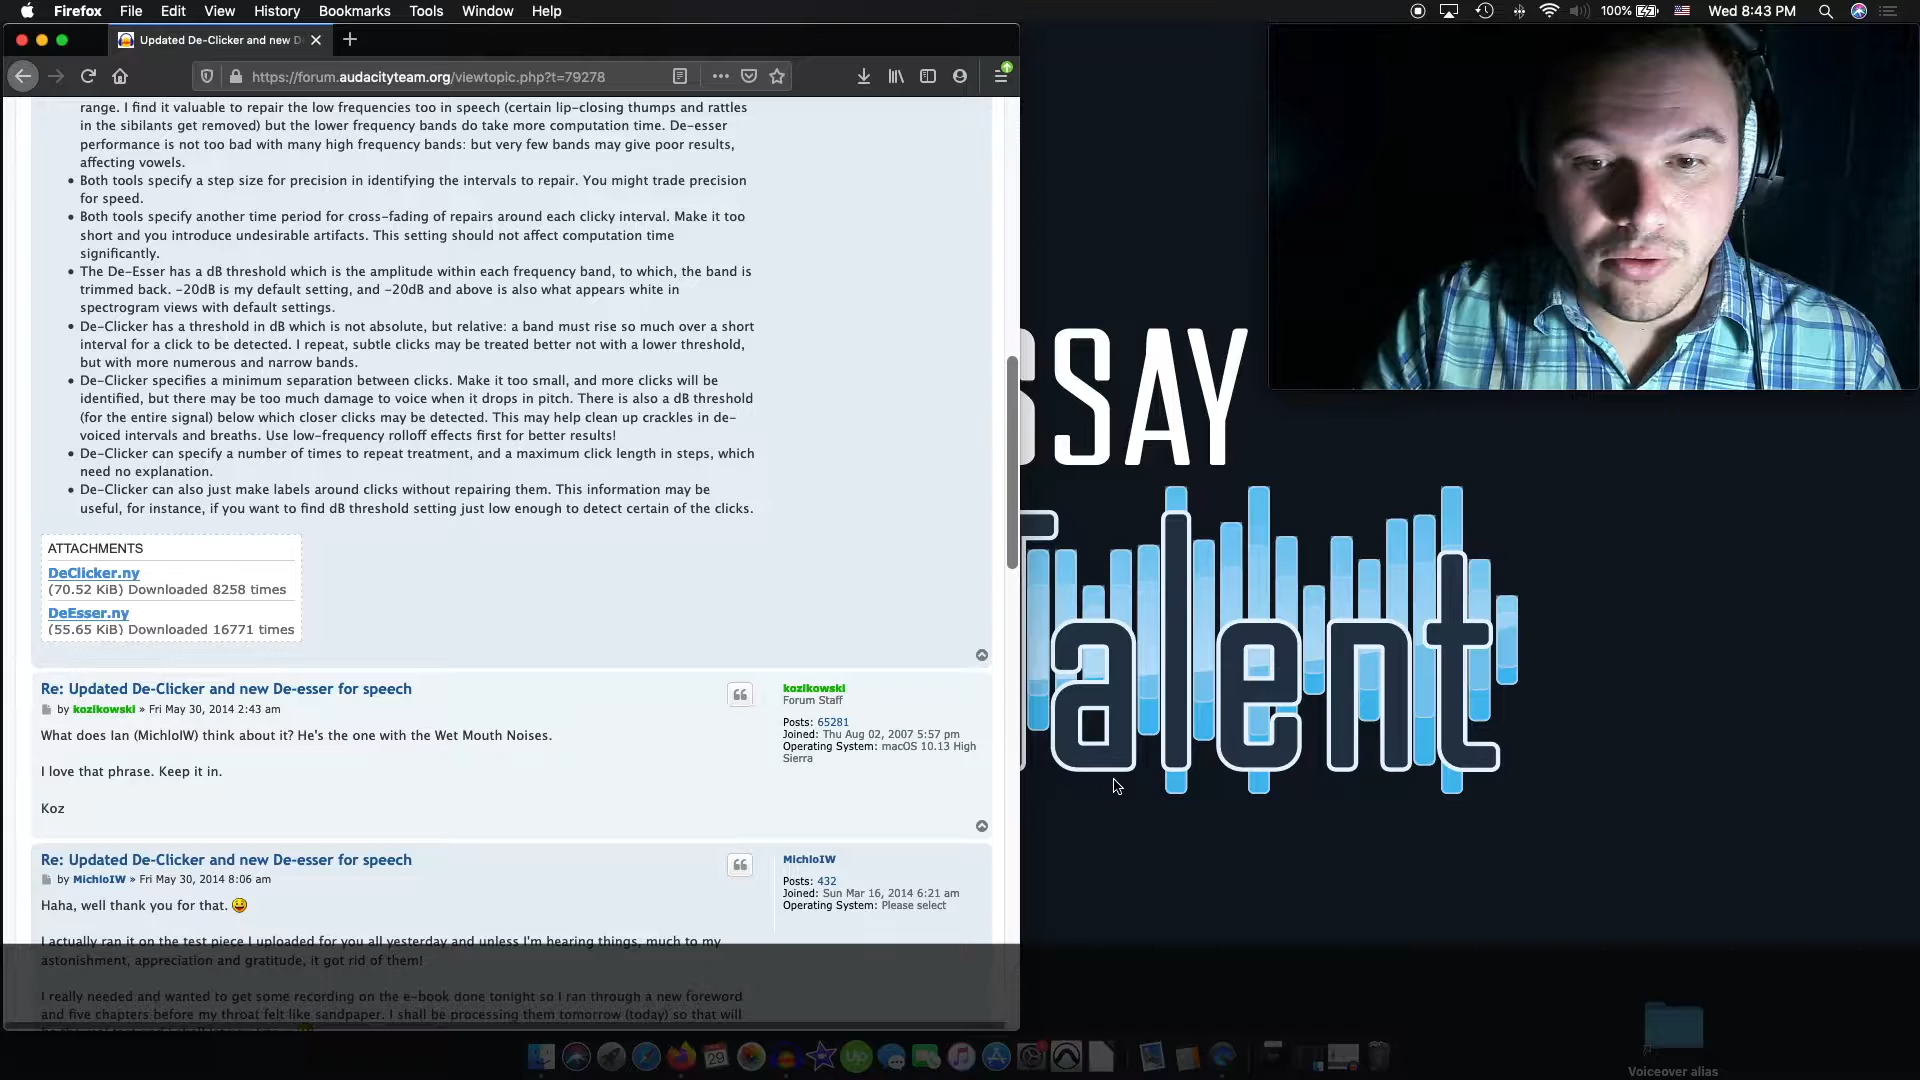 Firefox File Edit View History Bookmarks Tools Window Help 100% Wed 8:43 PM
Updated De-Clicker and new D
https://forum.audacityteam.org/viewtopic.php?t=79278
range. I find it valuable to repair the low frequencies too in speech (certain lip-closing thumps and rattles
in the sibilants get removed) but the lower frequency bands do take more computation time. De-esser
performance is not too bad with many high frequency bands: but very few bands may give poor results,
affecting vowels.
• Both tools specify a step size for precision in identifying the intervals to repair. You might trade precision
for speed.
• Both tools specify another time period for cross-fading of repairs around each clicky interval. Make it too
short and you introduce undesirable artifacts. This setting should not affect computation time
significantly.
• The De-Esser has a dB threshold which is the amplitude within each frequency band, to which, the band is
trimmed back. -20dB is my default setting, and -20dB and above is also what appears white in
spectrogram views with default settings.
• De-Clicker has a threshold in dB which is not absolute, but relative: a band must rise so much over a short
interval for a click to be detected. I repeat, subtle clicks may be treated better not with a lower threshold,
but with more numerous and narrow bands.
• De-Clicker specifies a minimum separation between clicks. Make it too small, and more clicks will be
identified, but there may be too much damage to voice when it drops in pitch. There is also a dB threshold
(for the entire signal) below which closer clicks may be detected. This may help clean up crackles in de-
voiced intervals and breaths. Use low-frequency rolloff effects first for better results!
• De-Clicker can specify a number of times to repeat treatment, and a maximum click length in steps, which
need no explanation.
• De-Clicker can also just make labels around clicks without repairing them. This information may be
useful, for instance, if you want to find dB threshold setting just low enough to detect certain of the clicks.
ATTACHMENTS
DeClicker.ny
(70.52 KiB) Downloaded 8258 times
DeEsser.ny
(55.65 KiB) Downloaded 16771 times
Re: Updated De-Clicker and new De-esser for speech
by kozikowski » Fri May 30, 2014 2:43 am
What does Ian (MichloIW) think about it? He's the one with the Wet Mouth Noises.
I love that phrase. Keep it in.
Koz
kozikowski
Forum Staff
Posts: 65281
Joined: Thu Aug 02, 2007 5:57 pm
Operating System: macOS 10.13 High
Sierra
Re: Updated De-Clicker and new De-esser for speech
by MichloIW » Fri May 30, 2014 8:06 am
Haha, well thank you for that.
I actually ran it on the test piece I uploaded for you all yesterday and unless I'm hearing things, much to my
astonishment, appreciation and gratitude, it got rid of them!
I really needed and wanted to get some recording on the e-book done tonight so I ran through a new foreword
and five chapters before my throat felt like sandpaper. I shall be processing them tomorrow (today) so that will
MichloIW
Posts: 432
Joined: Sun Mar 16, 2014 6:21 am
Operating System: Please select
SSAY
Talent
29
Up
Voiceover alias